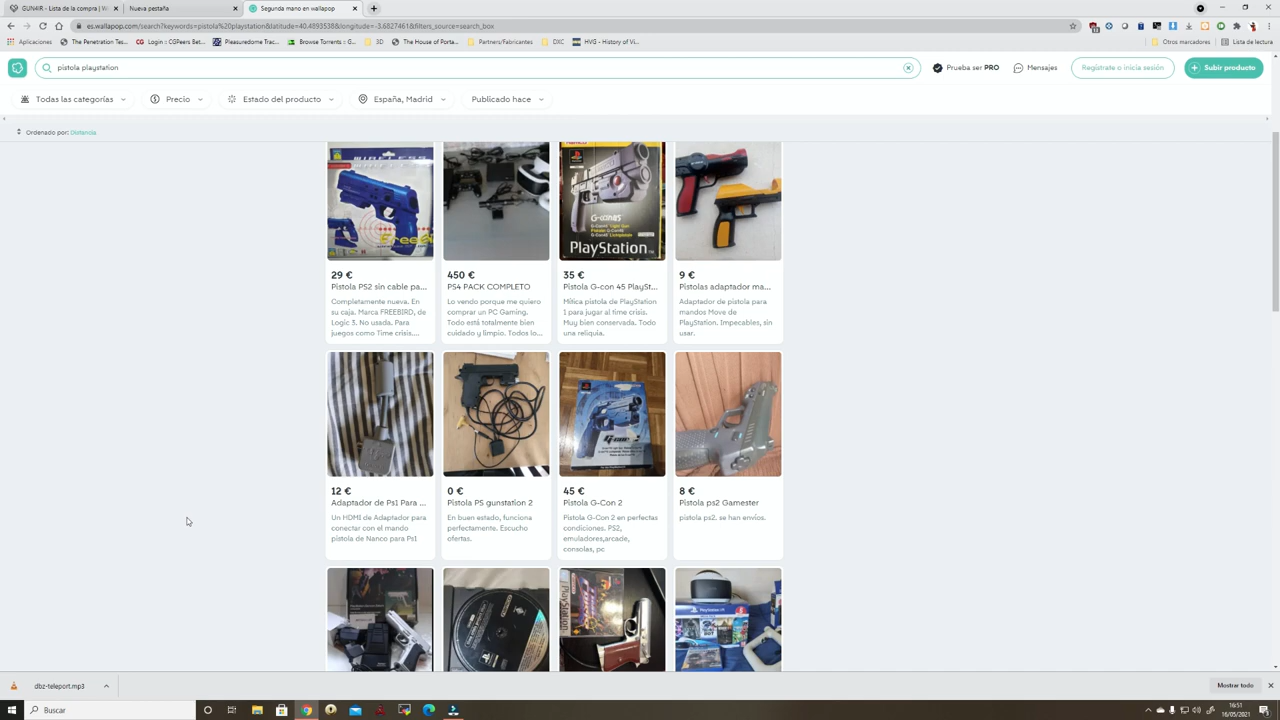 GUN4IR - Lista de la compra | W
Nueva pestaña
Segunda mano en wallapop
es.wallapop.com/search?keywords=pistola%20playstation&latitude=40.4893538&longitude=-3.6827461&filters_source=search_box
Aplicaciones
The Penetration Tes...
Login :: CGPeers Bet...
Pleasuredome Trac...
Browse Torrents :: G...
3D
The House of Porta...
Partners/Fabricantes
DXC
HVG - History of Vi...
Otros marcadores
Lista de lectura
pistola playstation
Prueba ser PRO
Mensajes
Regístrate o inicia sesión
Subir producto
Todas las categorías
Precio
Estado del producto
España, Madrid
Publicado hace
Ordenado por: Distancia
WIRELESS
G-Con45
PlayStation
29 €
Pistola PS2 sin cable pa...
Completamente nueva. En
su caja. Marca FREEBIRD, de
Logic 3. No usada. Para
juegos como Time crisis....
450 €
PS4 PACK COMPLETO
Lo vendo porque me quiero
comprar un PC Gaming.
Todo está totalmente bien
cuidado y limpio. Todos lo...
35 €
Pistola G-con 45 PlaySt...
Mítica pistola de PlayStation
1 para jugar al time crisis.
Muy bien conservada. Todo
una reliquia.
9 €
Pistolas adaptador ma...
Adaptador de pistola para
mandos Move de
PlayStation. Impecables, sin
usar.
G-con 2
12 €
Adaptador de Ps1 Para ...
Un HDMI de Adaptador para
conectar con el mando
pistola de Nanco para Ps1
0 €
Pistola PS gunstation 2
En buen estado, funciona
perfectamente. Escucho
ofertas.
45 €
Pistola G-Con 2
Pistola G-Con 2 en perfectas
condiciones. PS2,
emuladores,arcade,
consolas, pc
8 €
Pistola ps2 Gamester
pistola ps2. se han envíos.
dbz-teleport.mp3
Mostrar todo
Buscar
16:51
16/05/2021